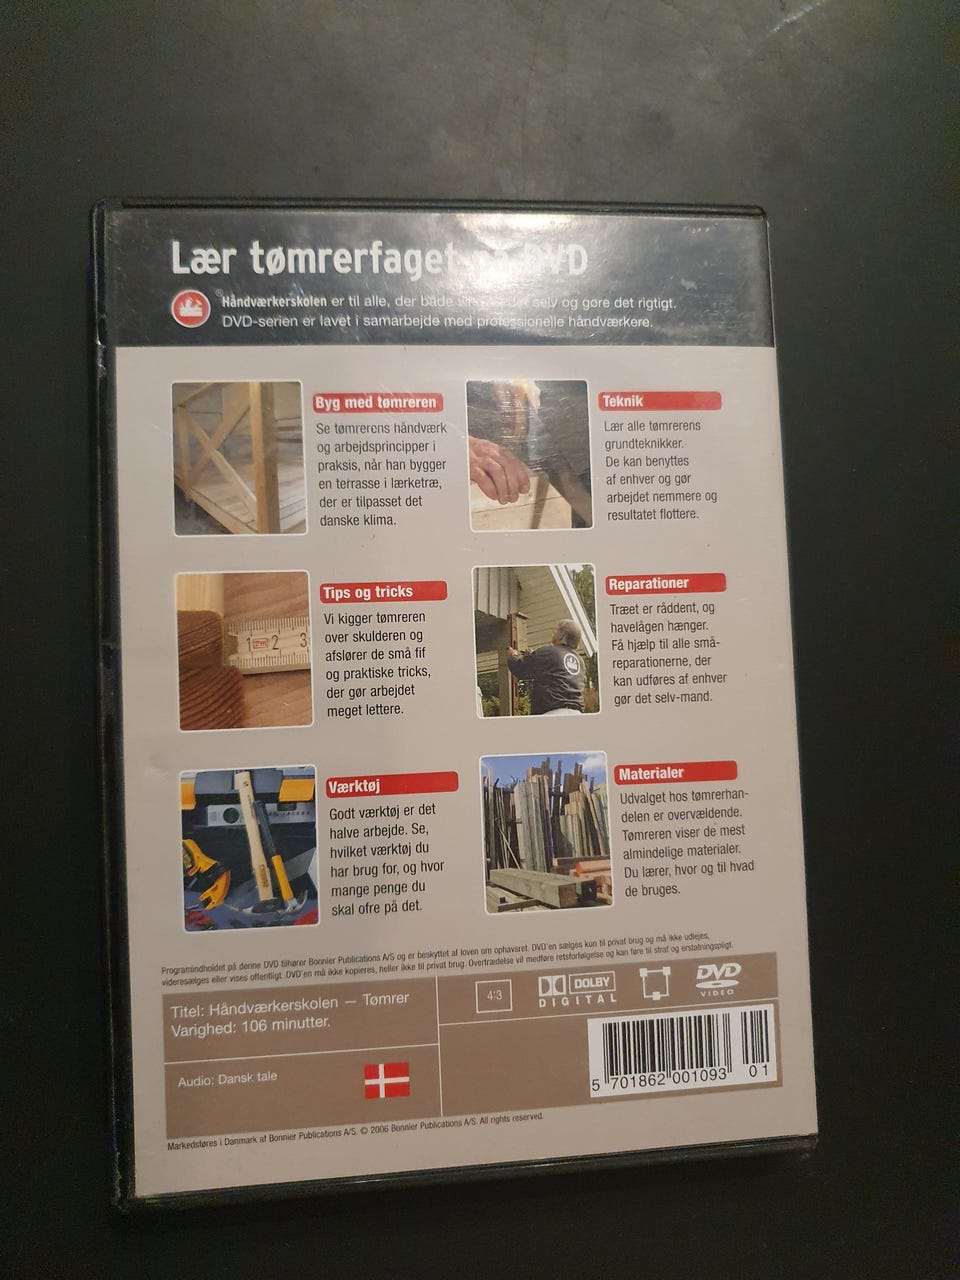 Lær tømrerfaget på DVD
Håndværkerskolen er til alle, der både selv og gøre det rigtigt.
DVD-serien er lavet i samarbejde med professionelle håndværkere.
Byg med tømreren
Se tømrerens håndværk
og arbejdsprincipper i
praksis, når han bygger
en terrasse i lærketræ,
der er tilpasset det
danske klima.
Teknik
Lær alle tømrerens
grundteknikker.
De kan benyttes
af enhver og gør
arbejdet nemmere og
resultatet flottere.
Tips og tricks
Vi kigger tømreren
over skulderen og
afslører de små fif
og praktiske tricks,
der gør arbejdet
meget lettere.
1 cm 2 3
Reparationer
Træet er råddent, og
havelågen hænger.
Få hjælp til alle små-
reparationerne, der
kan udføres af enhver
gør det selv-mand.
Værktøj
Godt værktøj er det
halve arbejde. Se,
hvilket værktøj du
har brug for, og hvor
mange penge du
skal ofre på det.
Materialer
Udvalget hos tømrerhan-
delen er overvældende.
Tømreren viser de mest
almindelige materialer.
Du lærer, hvor og til hvad
de bruges.
Programindholdet på denne DVD tilhører Bonnier Publications A/S og er beskyttet af loven om ophavsret. DVD'en sælges kun til privat brug og må ikke udlejes,
videresælges eller vises offentligt. DVD'en må ikke kopieres, heller ikke til privat brug. Overtrædelse vil medføre retsforfølgelse og kan føre til straf og erstatningspligt.
Titel: Håndværkerskolen – Tømrer
Varighed: 106 minutter.
Audio: Dansk tale
4:3
DOLBY
DIGITAL
DVD
VIDEO
5 701862 001093 01
Markedsføres i Danmark af Bonnier Publications A/S. © 2006 Bonnier Publications A/S. All rights reserved.